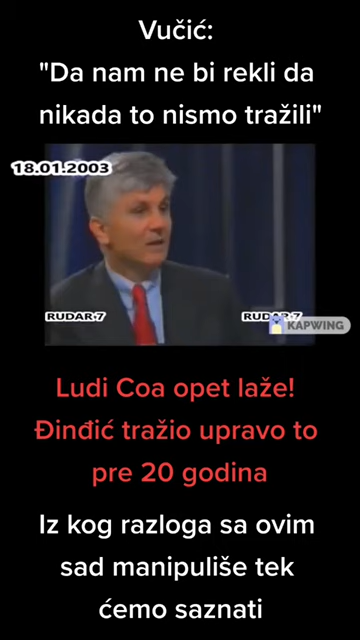 Vučić:
"Da nam ne bi rekli da
nikada to nismo tražili"
18.01.2003
RUDAR-7
RUDAR-7
KAPWING
Ludi Coa opet laže!
Đinđić tražio upravo to
pre 20 godina
Iz kog razloga sa ovim
sad manipuliše tek
ćemo saznati